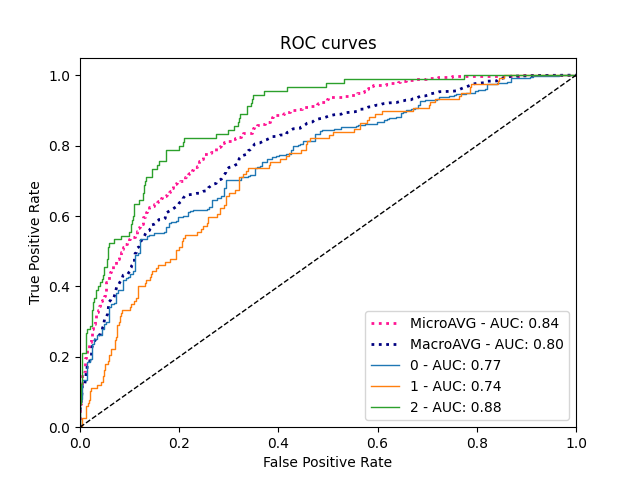 ROC curves
1.0
0.8
0.6
0.4
0.2
0.0
True Positive Rate
MicroAVG - AUC: 0.84
MacroAVG - AUC: 0.80
0 - AUC: 0.77
1 - AUC: 0.74
2 - AUC: 0.88
0.0 0.2 0.4 0.6 0.8 1.0
False Positive Rate